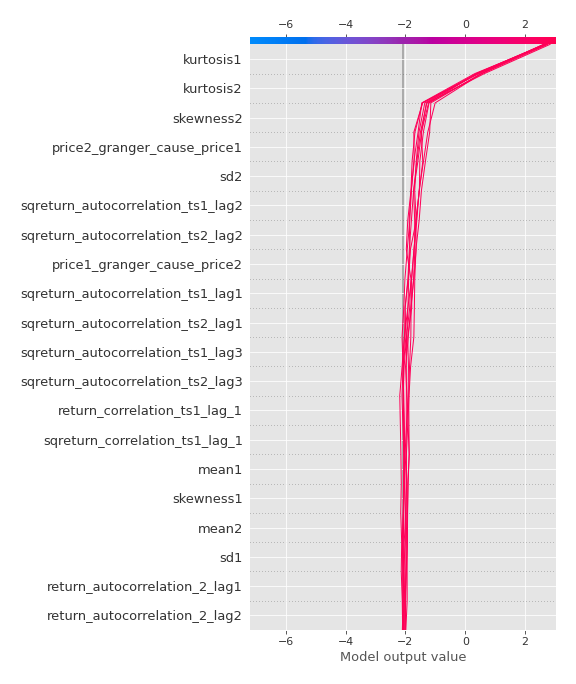 −6 −4 −2 0 2
kurtosis1
kurtosis2
skewness2
price2_granger_cause_price1
sd2
sqreturn_autocorrelation_ts1_lag2
sqreturn_autocorrelation_ts2_lag2
price1_granger_cause_price2
sqreturn_autocorrelation_ts1_lag1
sqreturn_autocorrelation_ts2_lag1
sqreturn_autocorrelation_ts1_lag3
sqreturn_autocorrelation_ts2_lag3
return_correlation_ts1_lag_1
sqreturn_correlation_ts1_lag_1
mean1
skewness1
mean2
sd1
return_autocorrelation_2_lag1
return_autocorrelation_2_lag2
−6 −4 −2 0 2
Model output value